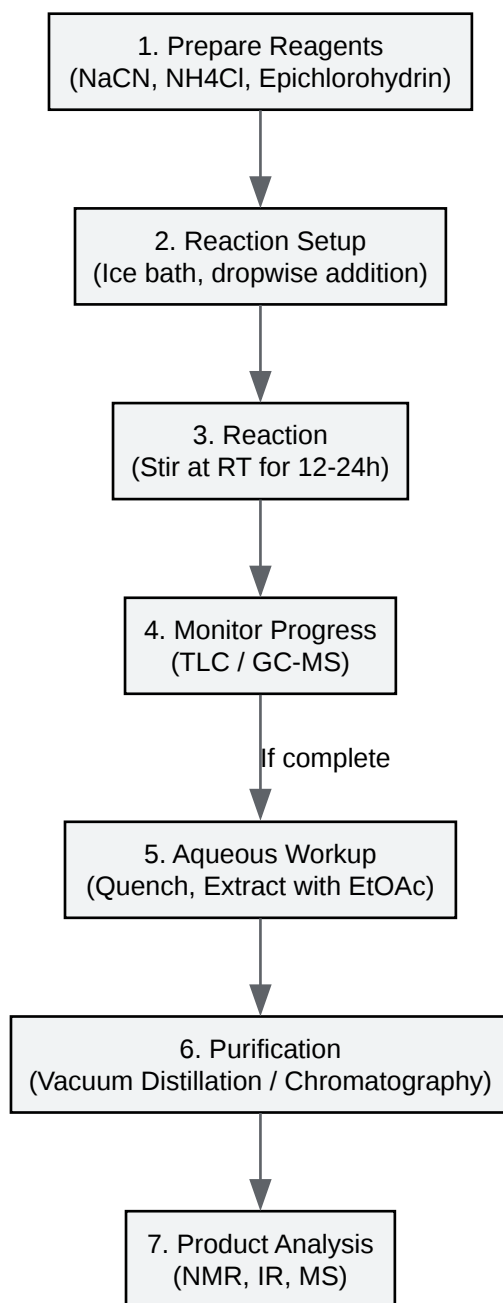 1. Prepare Reagents
(NaCN, NH4Cl, Epichlorohydrin)
2. Reaction Setup
(Ice bath, dropwise addition)
3. Reaction
(Stir at RT for 12-24h)
4. Monitor Progress
(TLC / GC-MS)
If complete
5. Aqueous Workup
(Quench, Extract with EtOAc)
6. Purification
(Vacuum Distillation / Chromatography)
7. Product Analysis
(NMR, IR, MS)